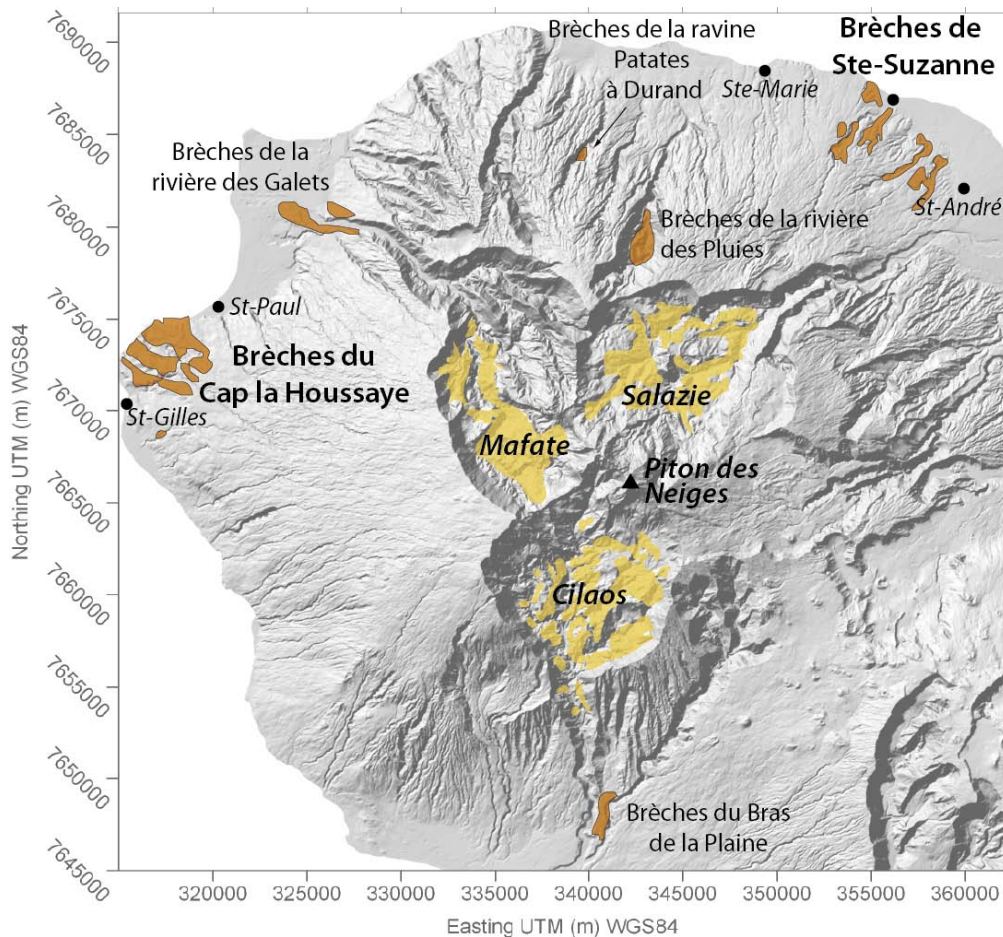 Brèches de la ravine
Patates
à Durand
Brèches de
Ste-Suzanne
Ste-Marie
Brèches de la
rivière des Galets
St-André
Brèches de la rivière
des Pluies
St-Paul
Brèches du
Cap la Houssaye
St-Gilles
Salazie
Mafate
Piton des
Neiges
Cilaos
Brèches du Bras
de la Plaine
7690000
7685000
7680000
7675000
7670000
7665000
7660000
7655000
7650000
7645000
Northing UTM (m) WGS84
320000 325000 330000 335000 340000 345000 350000 355000 360000
Easting UTM (m) WGS84